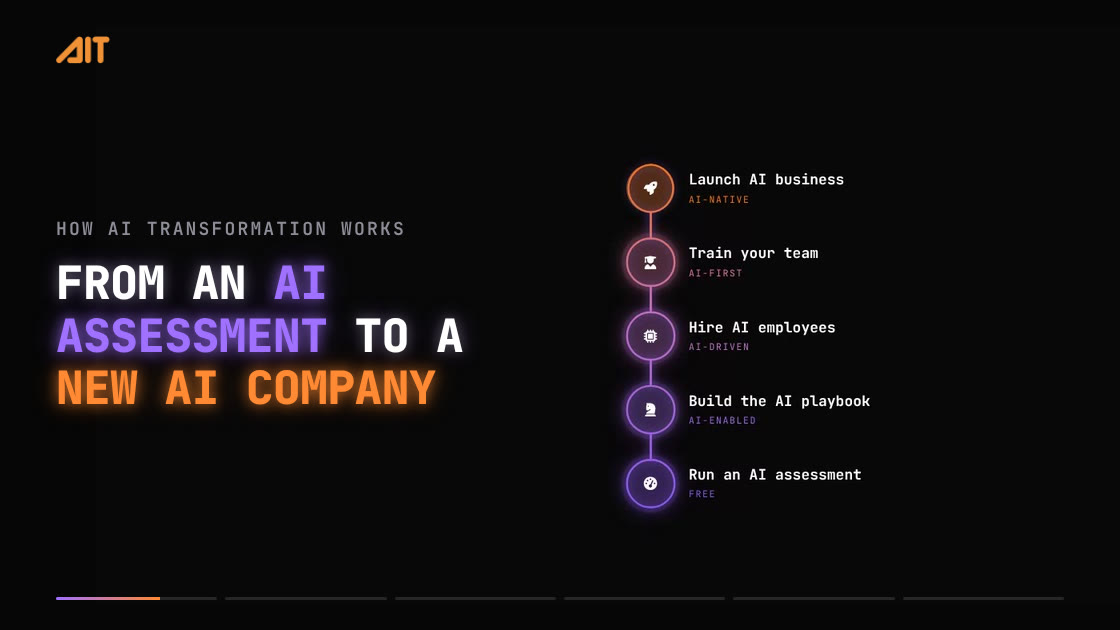 AIT
HOW AI TRANSFORMATION WORKS
FROM AN AI
ASSESSMENT TO A
NEW AI COMPANY
Launch AI business
AI-NATIVE
Train your team
AI-FIRST
Hire AI employees
AI-DRIVEN
Build the AI playbook
AI-ENABLED
Run an AI assessment
FREE